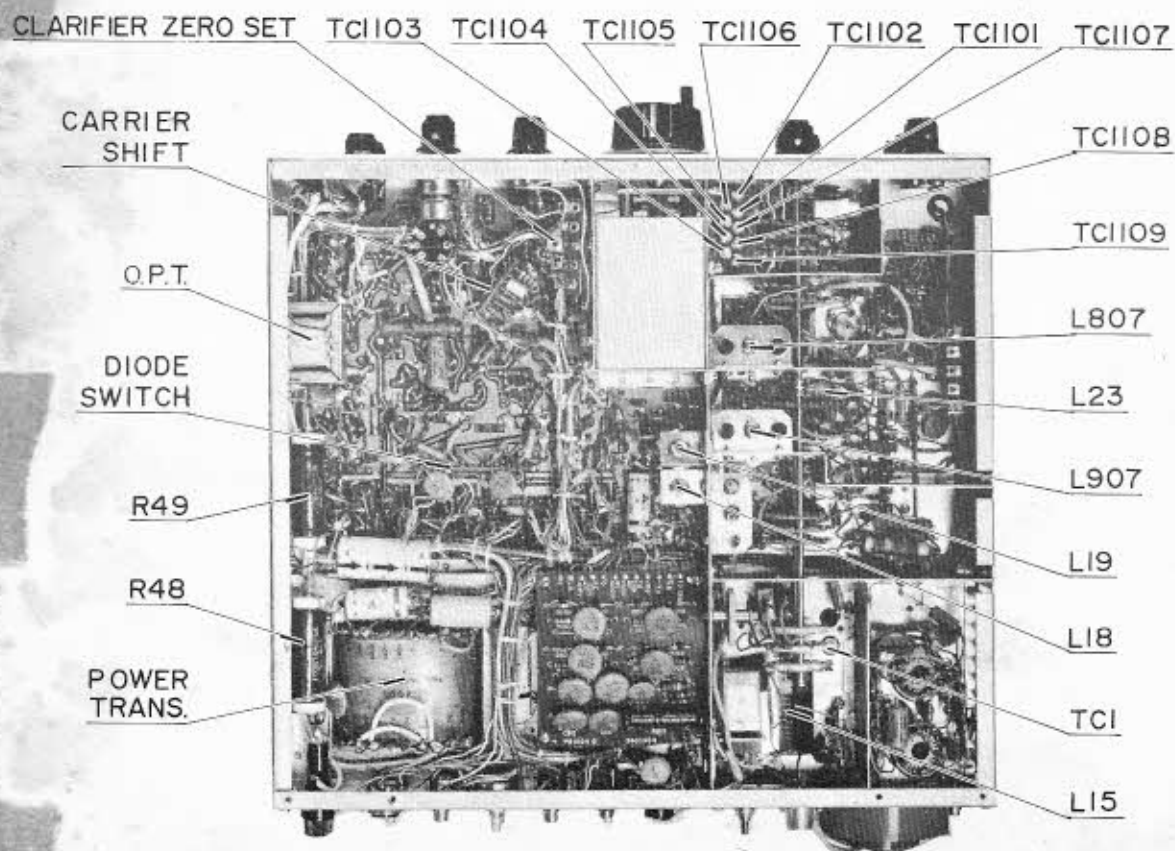 CLARIFIER ZERO SET
TC1103
TC1104
TC1105
TC1106
TC1102
TC1101
TC1107
CARRIER
SHIFT
TC1108
TC1109
O.P.T.
L807
DIODE
SWITCH
L23
R49
L907
R48
L19
L18
POWER
TRANS.
TC1
L15